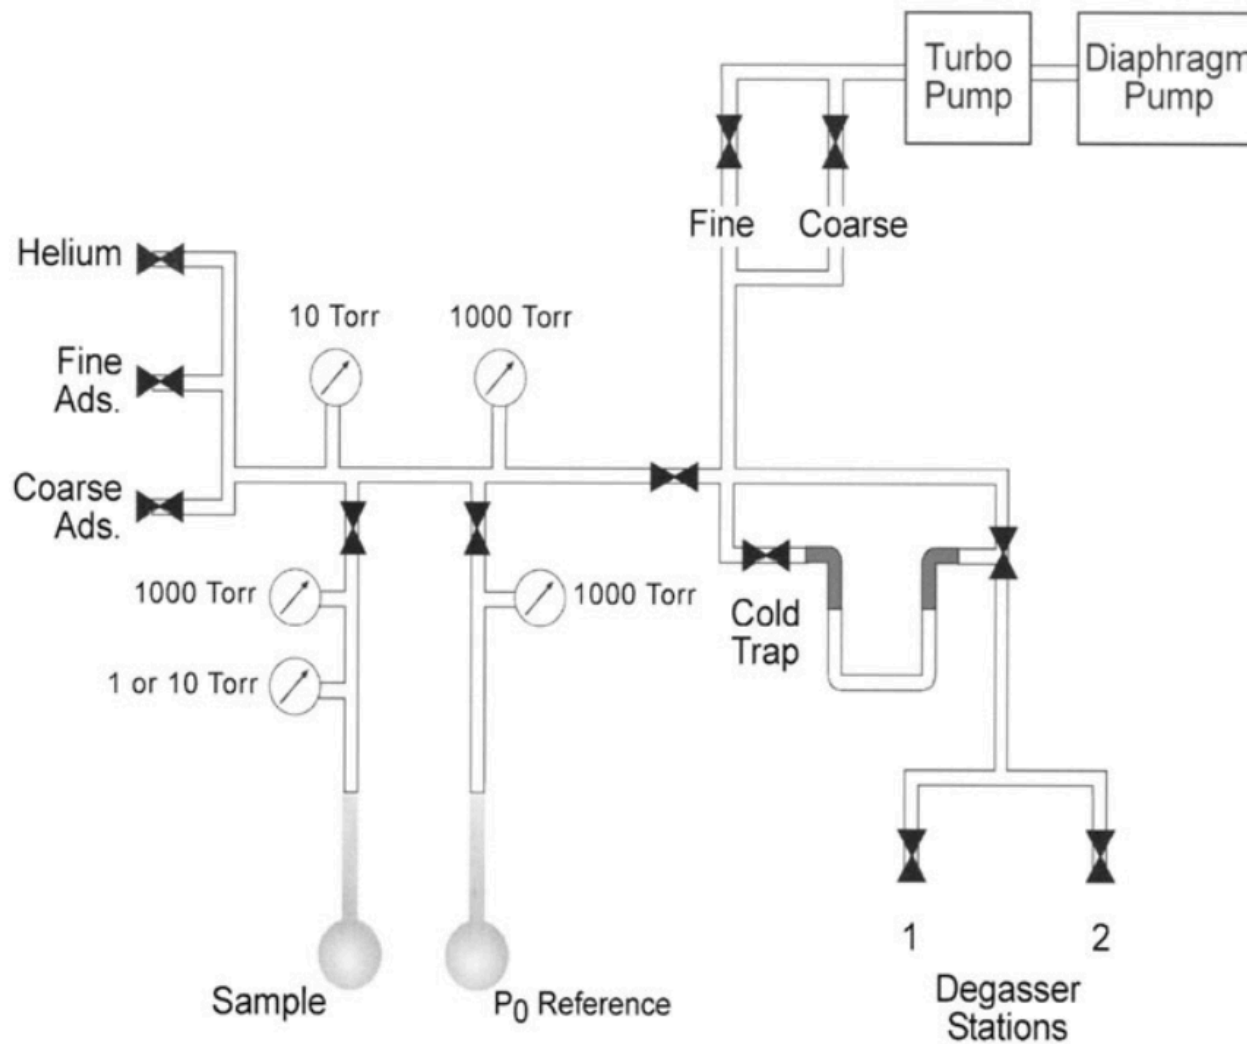 Turbo
Pump
Diaphragm
Pump
Fine
Coarse
Helium
10 Torr
1000 Torr
Fine
Ads.
Coarse
Ads.
1000 Torr
1000 Torr
1 or 10 Torr
Cold
Trap
1
2
Sample
P0 Reference
Degasser
Stations